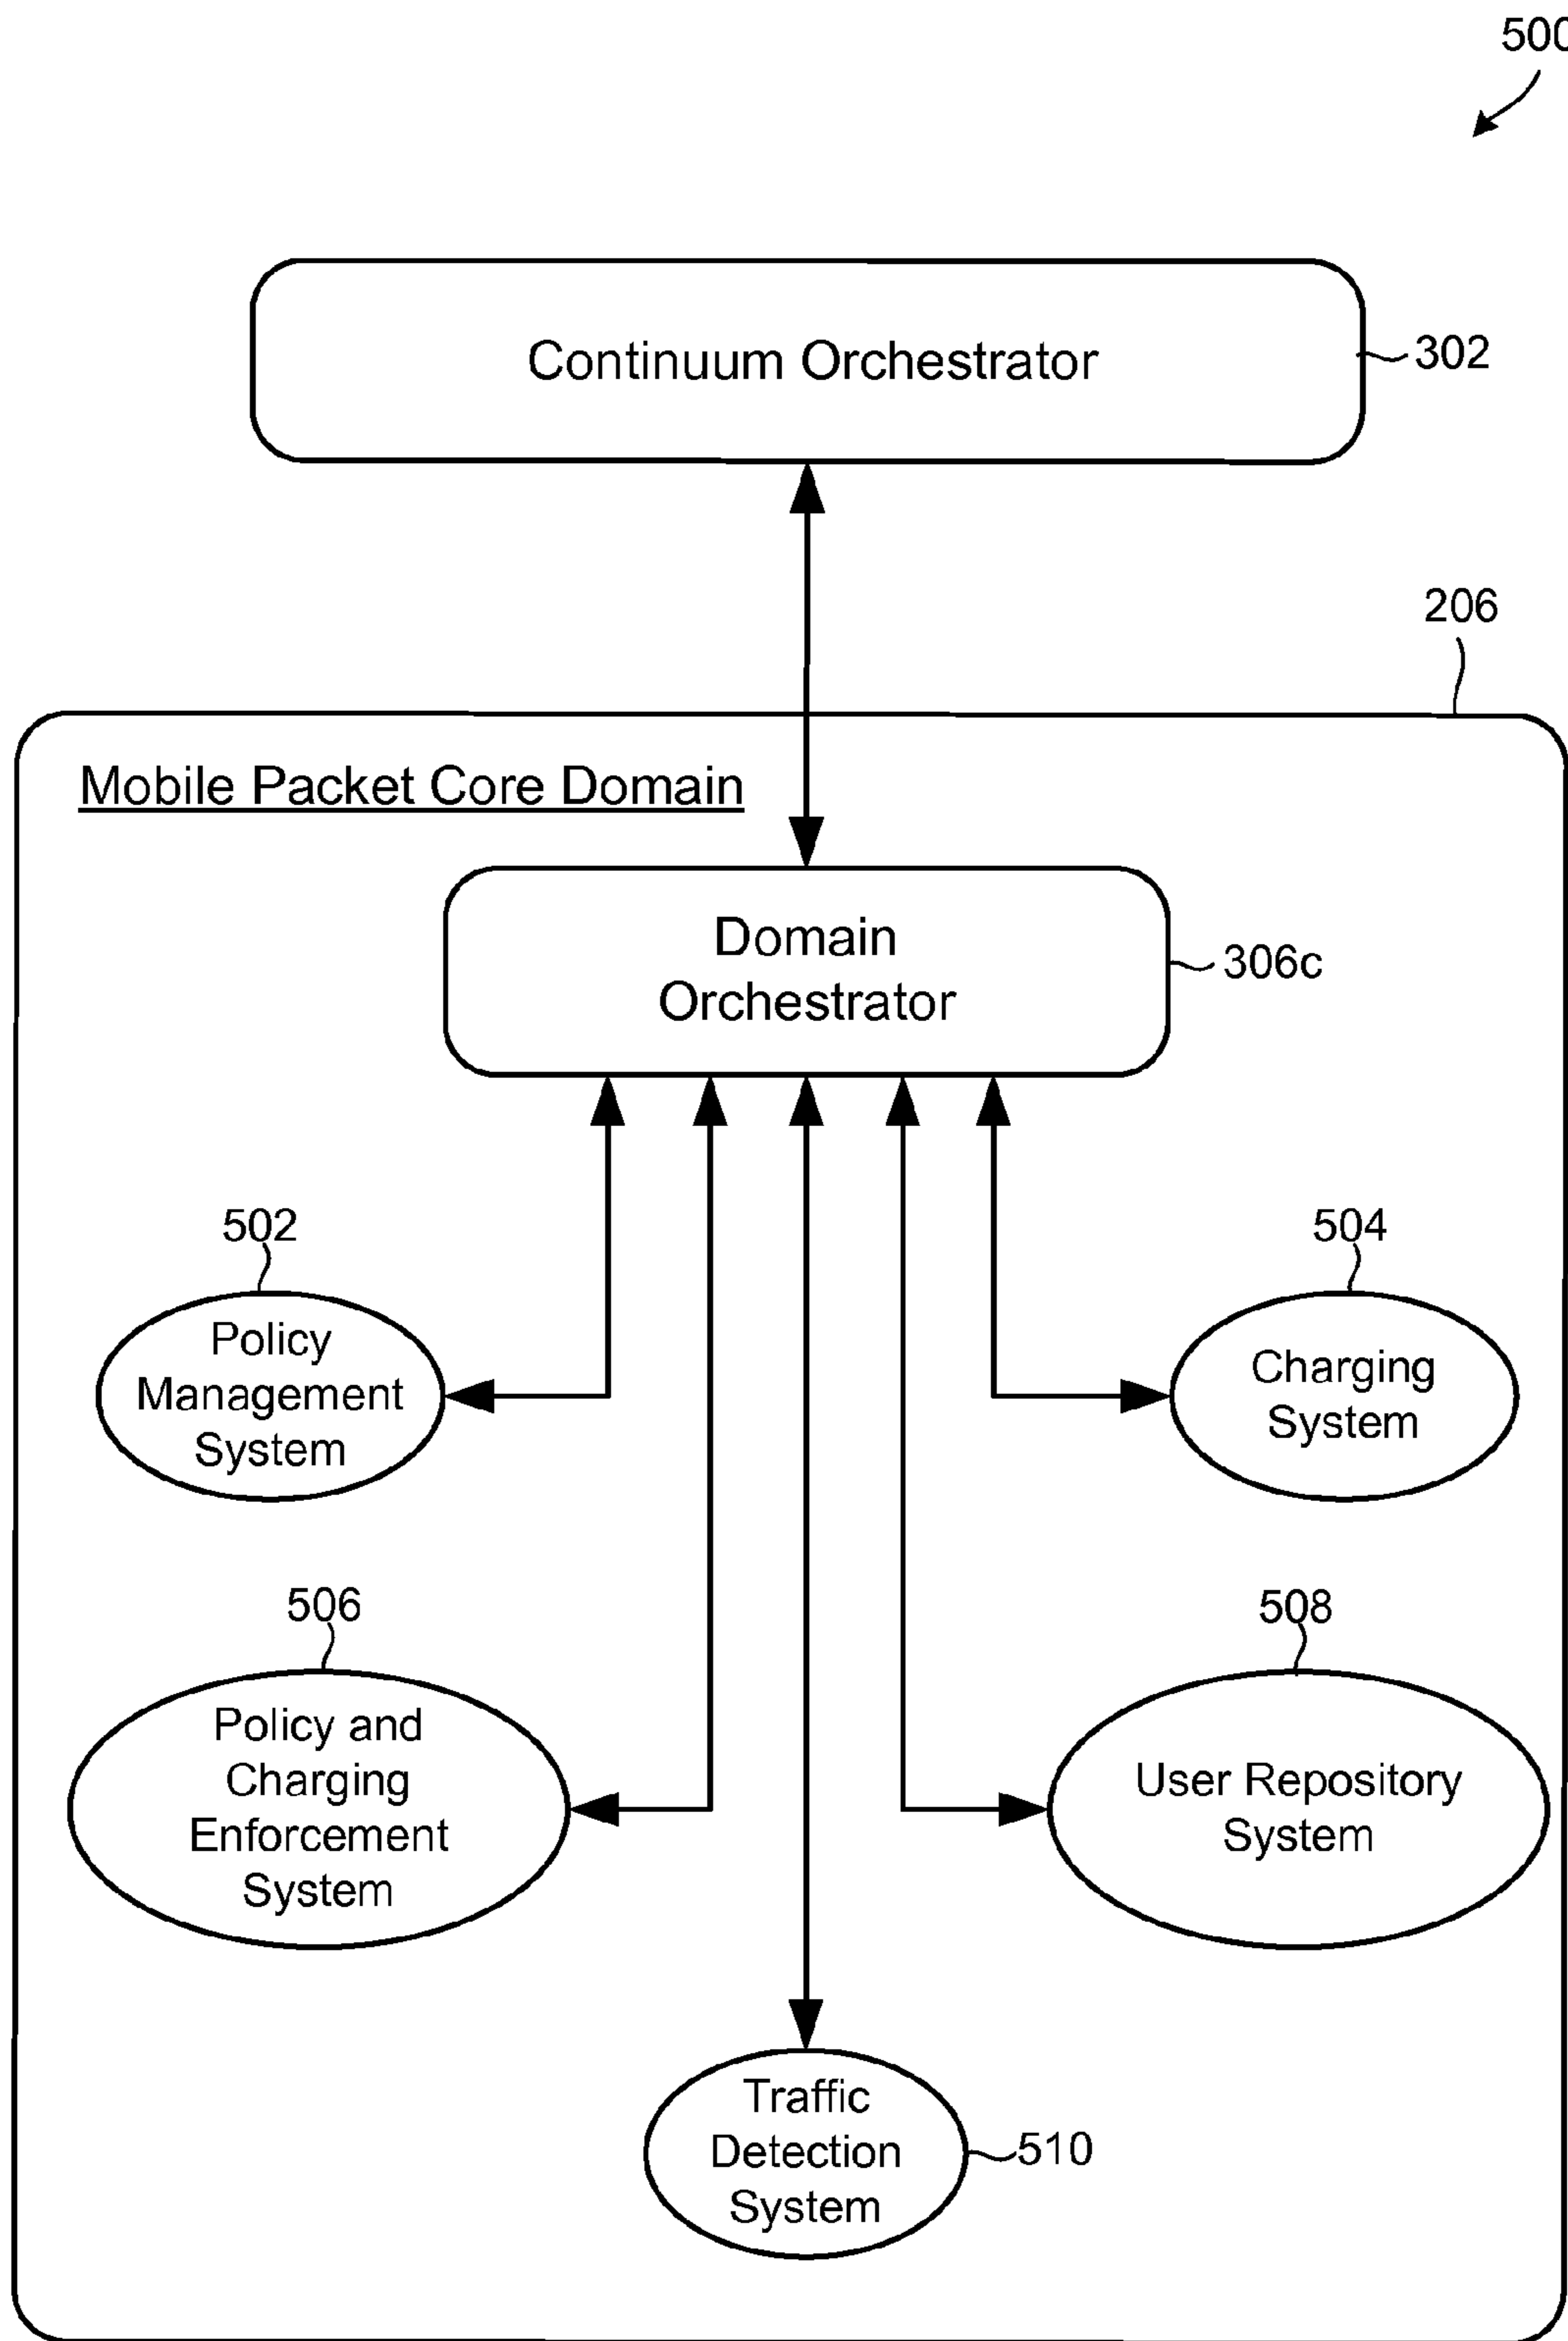 500
Continuum Orchestrator
302
206
Mobile Packet Core Domain
Domain
Orchestrator
306c
502
504
Policy
Management
System
Charging
System
506
508
Policy and
Charging
Enforcement
System
User Repository
System
Traffic
Detection
System
510